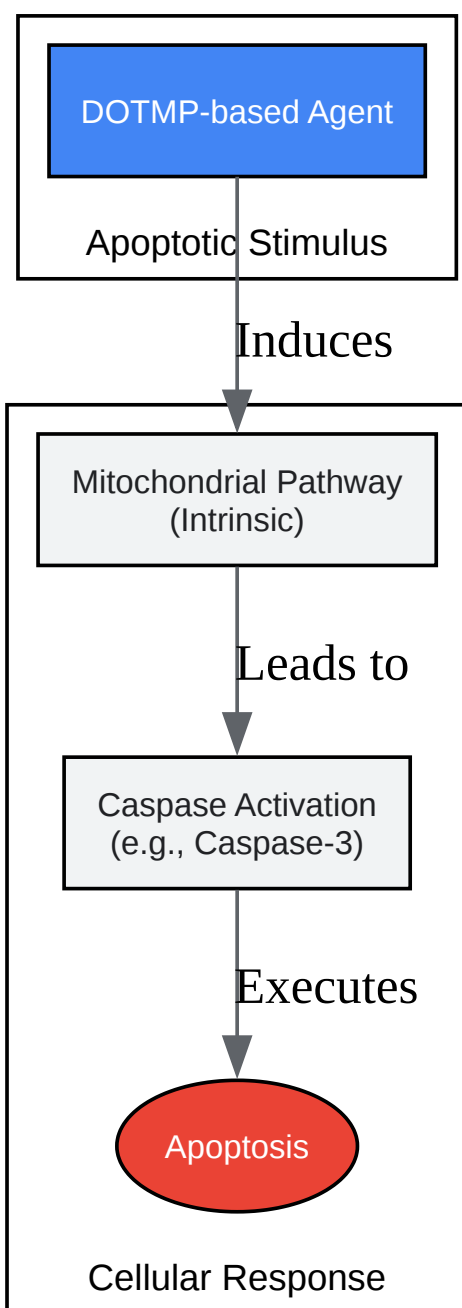 DOTMP-based Agent
Apoptotic Stimulus
Induces
Mitochondrial Pathway
(Intrinsic)
Leads to
Caspase Activation
(e.g., Caspase-3)
Executes
Apoptosis
Cellular Response